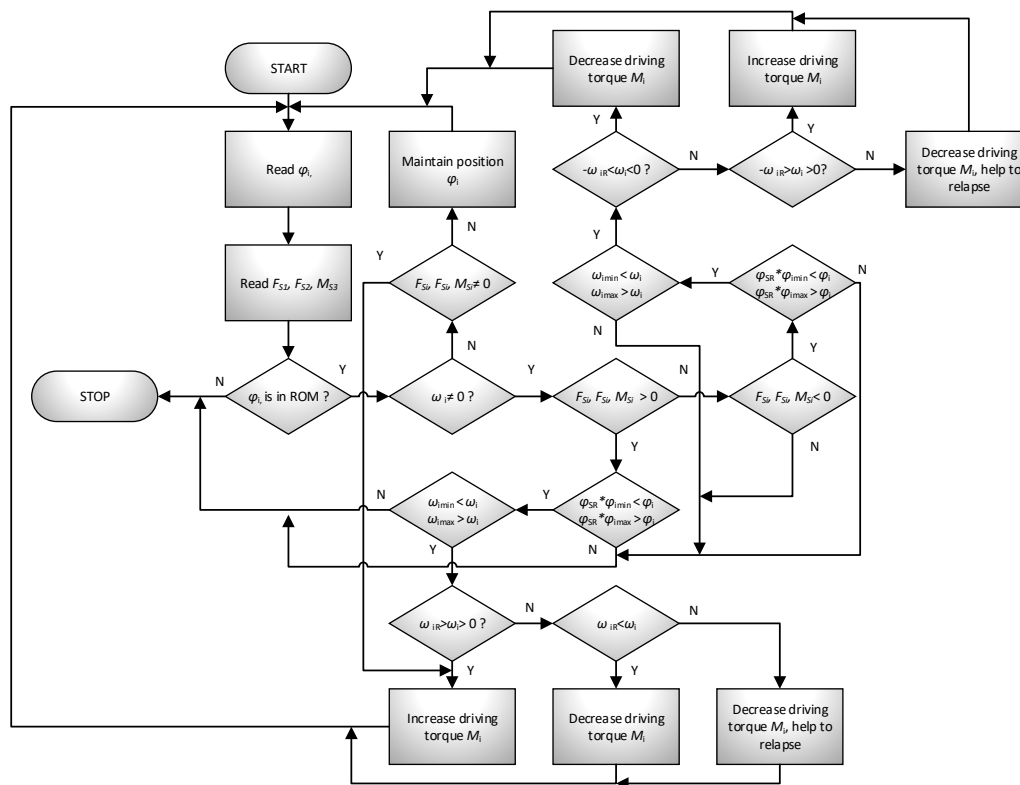 START
Decrease driving
torque Mi
Increase driving
torque Mi
Read φi,
Maintain position
φi
Y
-ωiR<ωi<0 ?
N
Y
-ωiR>ωi >0?
N
Decrease driving
torque Mi, help to
relapse
Read FS1, FS2, MS3
Y
N
FSi, FSi, MSi≠ 0
Y
ωimin < ωi
ωimax > ωi
Y
φSR*φimin < φi
φSR*φimax > φi
N
N
N
Y
STOP
N
φi, is in ROM ?
Y
ω i≠ 0 ?
Y
FSi, FSi, MSi > 0
N
FSi, FSi, MSi< 0
Y
N
N
ωimin < ωi
ωimax > ωi
Y
φSR*φimin < φi
φSR*φimax > φi
Y
N
ω iR>ωi> 0 ?
N
ω iR<ωi
N
Y
Y
Increase driving
torque Mi
Decrease driving
torque Mi
Decrease driving
torque Mi, help to
relapse